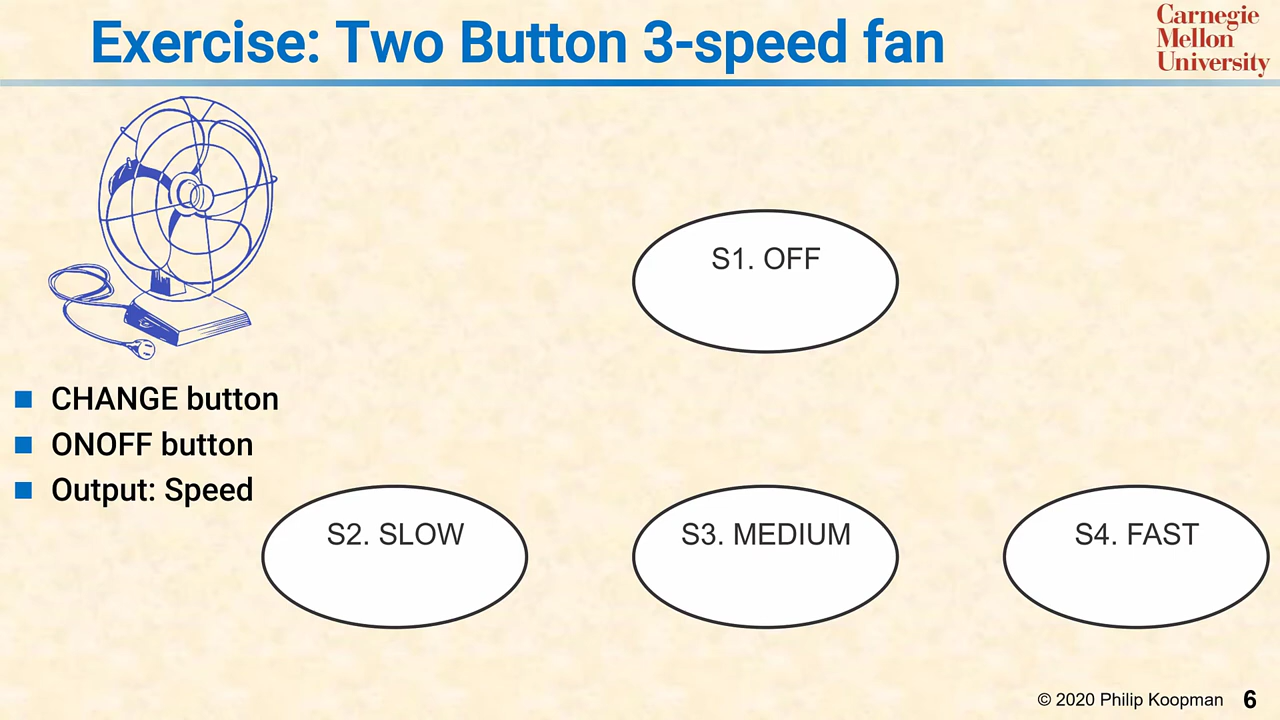 Exercise: Two Button 3-speed fan
Carnegie
Mellon
University
S1. OFF
CHANGE button
ONOFF button
Output: Speed
S2. SLOW
S3. MEDIUM
S4. FAST
© 2020 Philip Koopman 6